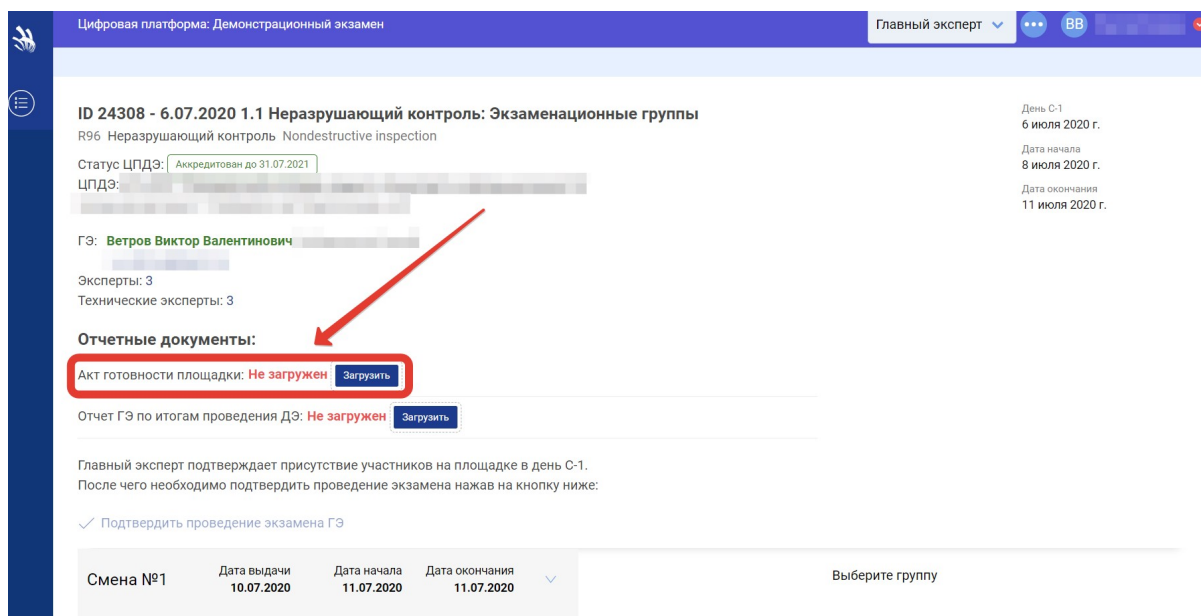 Цифровая платформа: Демонстрационный экзамен
Главный эксперт
ВВ
ID 24308 - 6.07.2020 1.1 Неразрушающий контроль: Экзаменационные группы
R96 Неразрушающий контроль Nondestructive inspection
Статус ЦПДЭ: Аккредитован до 31.07.2021
ЦПДЭ:
ГЭ: Ветров Виктор Валентинович
Эксперты: 3
Технические эксперты: 3
День С-1
6 июля 2020 г.
Дата начала
8 июля 2020 г.
Дата окончания
11 июля 2020 г.
Отчетные документы:
Акт готовности площадки: Не загружен Загрузить
Отчет ГЭ по итогам проведения ДЭ: Не загружен Загрузить
Главный эксперт подтверждает присутствие участников на площадке в день С-1.
После чего необходимо подтвердить проведение экзамена нажав на кнопку ниже:
Подтвердить проведение экзамена ГЭ
Смена №1
Дата выдачи
10.07.2020
Дата начала
11.07.2020
Дата окончания
11.07.2020
Выберите группу